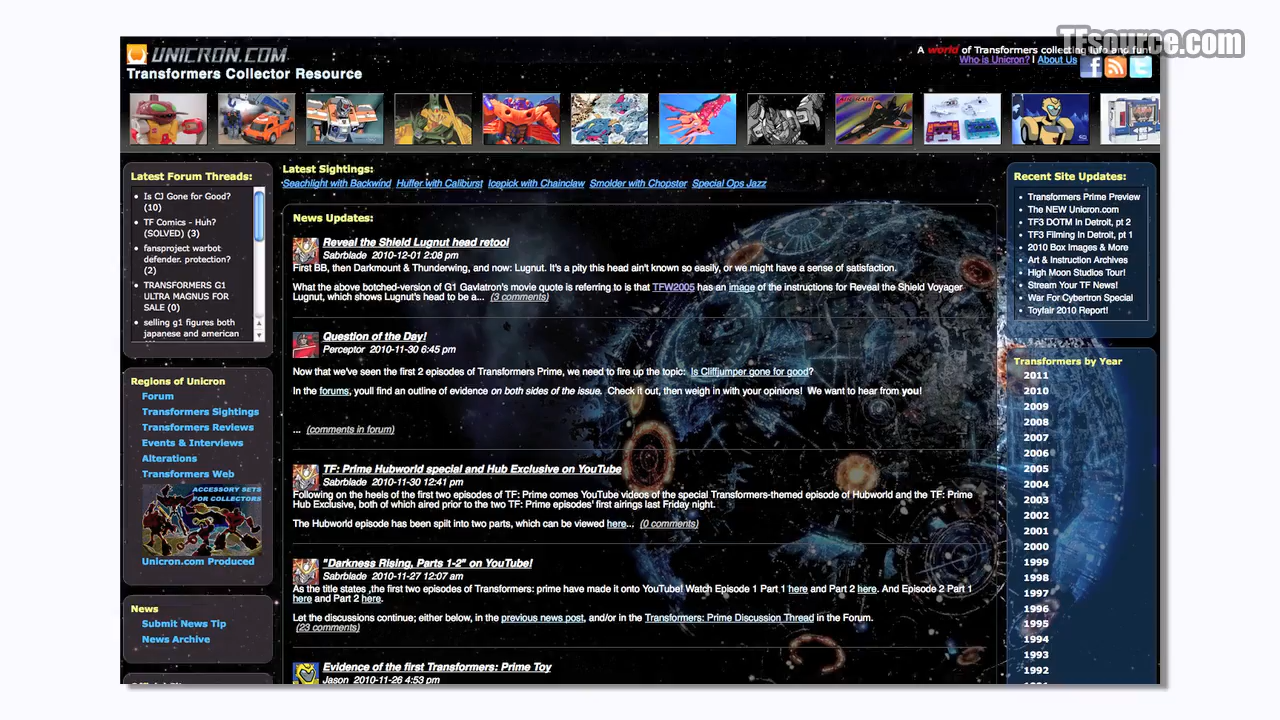 TFsource.com
UNICRON.COM
Transformers Collector Resource
A world of Transformers collecting info and fun!
Who is Unicron? | About Us
Latest Forum Threads:
Is CJ Gone for Good?
(10)
TF Comics - Huh?
(SOLVED) (3)
fansproject warbot
defender. protection?
(2)
TRANSFORMERS G1
ULTRA MAGNUS FOR
SALE (0)
selling g1 figures both
japanese and american
Regions of Unicron
Forum
Transformers Sightings
Transformers Reviews
Events & Interviews
Alterations
Transformers Web
ACCESSORY SETS
FOR COLLECTORS
Unicron.com Produced
News
Submit News Tip
News Archive
Latest Sightings:
Seachlight with Backwind Huffer with Caliburst Icepick with Chainclaw Smolder with Chopster Special Ops Jazz
News Updates:
Reveal the Shield Lugnut head retool
Sabrblade 2010-12-01 2:08 pm
First BB, then Darkmount & Thunderwing, and now: Lugnut. It's a pity this head ain't known so easily, or we might have a sense of satisfaction.
What the above botched-version of G1 Gavlatron's movie quote is referring to is that TFW2005 has an image of the instructions for Reveal the Shield Voyager
Lugnut, which shows Lugnut's head to be a... (3 comments)
Question of the Day!
Perceptor 2010-11-30 6:45 pm
Now that we've seen the first 2 episodes of Transformers Prime, we need to fire up the topic: Is Cliffjumper gone for good?
In the forums, youll find an outline of evidence on both sides of the issue. Check it out, then weigh in with your opinions! We want to hear from you!
... (comments in forum)
TF: Prime Hubworld special and Hub Exclusive on YouTube
Sabrblade 2010-11-30 12:41 pm
Following on the heels of the first two episodes of TF: Prime comes YouTube videos of the special Transformers-themed episode of Hubworld and the TF: Prime
Hub Exclusive, both of which aired prior to the two TF: Prime episodes' first airings last Friday night.
The Hubworld episode has been spilt into two parts, which can be viewed here... (0 comments)
"Darkness Rising, Parts 1-2" on YouTube!
Sabrblade 2010-11-27 12:07 am
As the title states ,the first two episodes of Transformers: prime have made it onto YouTube! Watch Episode 1 Part 1 here and Part 2 here. And Episode 2 Part 1
here and Part 2 here.
Let the discussions continue; either below, in the previous news post, and/or in the Transformers: Prime Discussion Thread in the Forum.
(23 comments)
Evidence of the first Transformers: Prime Toy
Jason 2010-11-26 4:53 pm
Recent Site Updates:
Transformers Prime Preview
The NEW Unicron.com
TF3 DOTM In Detroit, pt 2
TF3 Filming In Detroit, pt 1
2010 Box Images & More
Art & Instruction Archives
High Moon Studios Tour!
Stream Your TF News!
War For Cybertron Special
Toyfair 2010 Report!
Transformers by Year
2011
2010
2009
2008
2007
2006
2005
2004
2003
2002
2001
2000
1999
1998
1997
1996
1995
1994
1993
1992